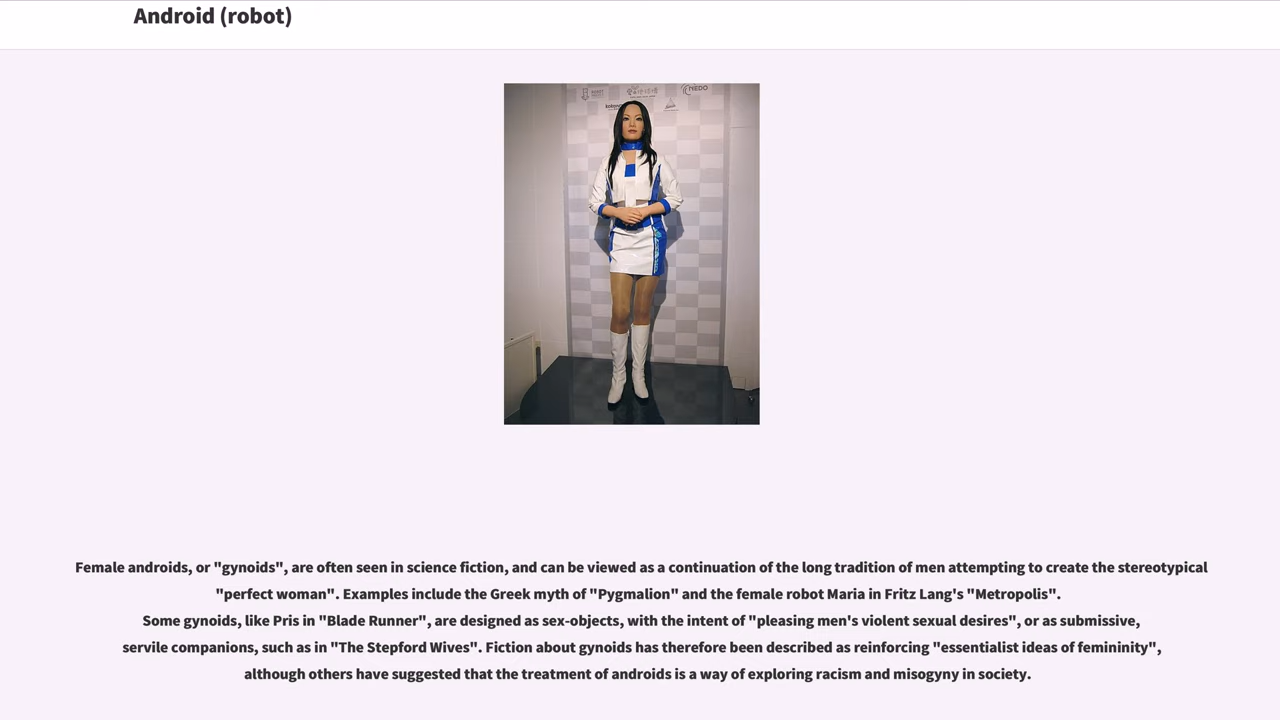 Android (robot)
NEDO
Female androids, or "gynoids", are often seen in science fiction, and can be viewed as a continuation of the long tradition of men attempting to create the stereotypical
"perfect woman". Examples include the Greek myth of "Pygmalion" and the female robot Maria in Fritz Lang's "Metropolis".
Some gynoids, like Pris in "Blade Runner", are designed as sex-objects, with the intent of "pleasing men's violent sexual desires", or as submissive,
servile companions, such as in "The Stepford Wives". Fiction about gynoids has therefore been described as reinforcing "essentialist ideas of femininity",
although others have suggested that the treatment of androids is a way of exploring racism and misogyny in society.